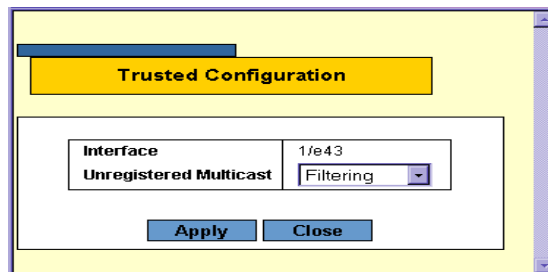 Trusted Configuration
Interface 1/e43
Unregistered Multicast Filtering
Apply Close